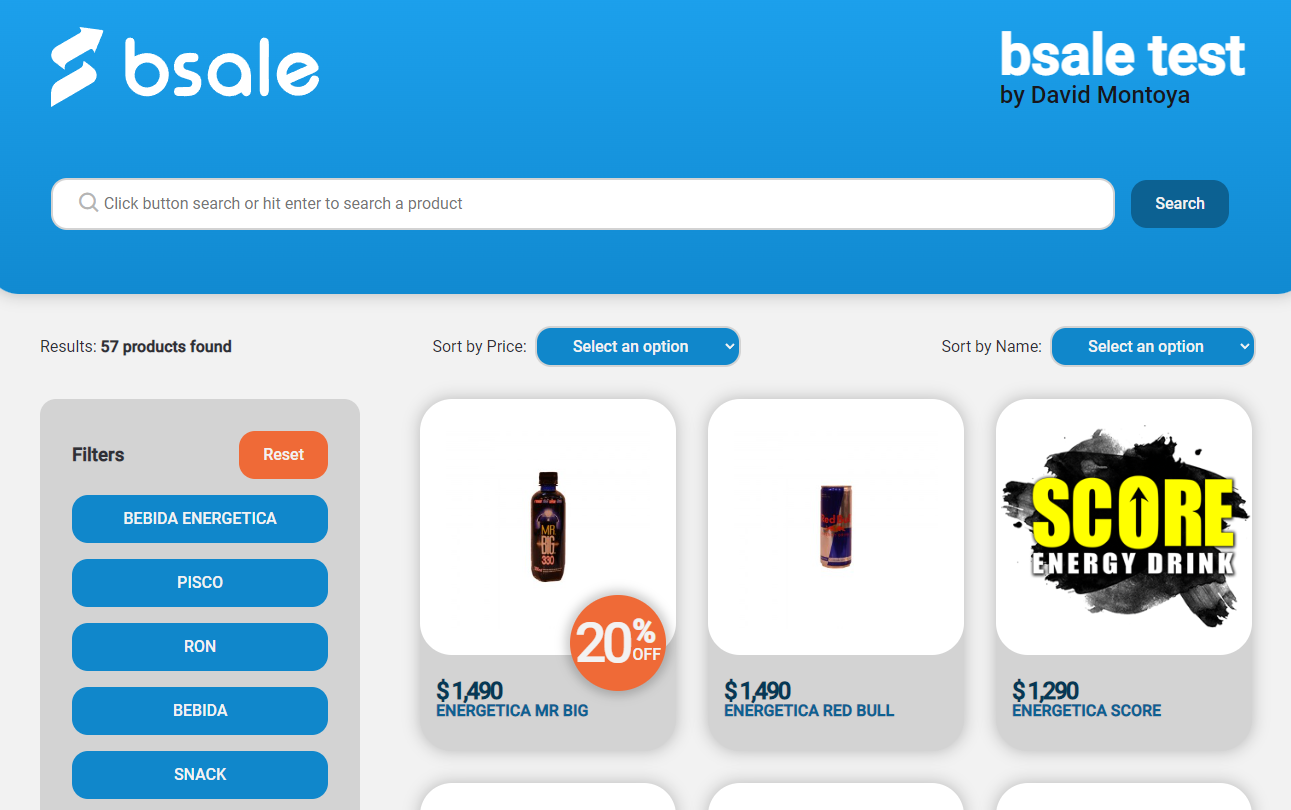 bsale
bsale test
by David Montoya
Click button search or hit enter to search a product
Search
Results: 57 products found
Sort by Price:
Select an option
Sort by Name:
Select an option
Filters
Reset
BEBIDA ENERGETICA
PISCO
RON
BEBIDA
SNACK
MR
BIG
330
20% OFF
$ 1,490
ENERGETICA MR BIG
Red Bull
$ 1,490
ENERGETICA RED BULL
SCORE
ENERGY DRINK
$ 1,290
ENERGETICA SCORE